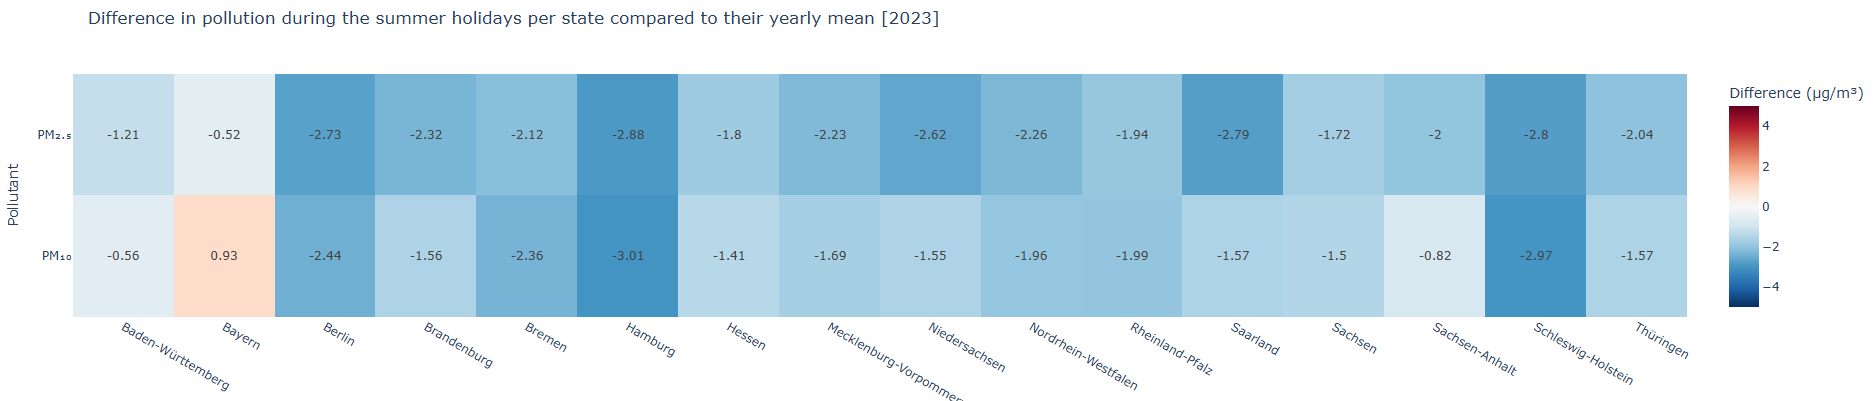 Difference in pollution during the summer holidays per state compared to their yearly mean [2023]
Difference (µg/m³)
Pollutant
PM₂.₅ -1.21 -0.52 -2.73 -2.32 -2.12 -2.88 -1.8 -2.23 -2.62 -2.26 -1.94 -2.79 -1.72 -2 -2.8 -2.04
PM₁₀ -0.56 0.93 -2.44 -1.56 -2.36 -3.01 -1.41 -1.69 -1.55 -1.96 -1.99 -1.57 -1.5 -0.82 -2.97 -1.57
4
2
0
−2
−4
Baden-Württemberg
Bayern
Berlin
Brandenburg
Bremen
Hamburg
Hessen
Mecklenburg-Vorpommer
Niedersachsen
Nordrhein-Westfalen
Rheinland-Pfalz
Saarland
Sachsen
Sachsen-Anhalt
Schleswig-Holstein
Thüringen